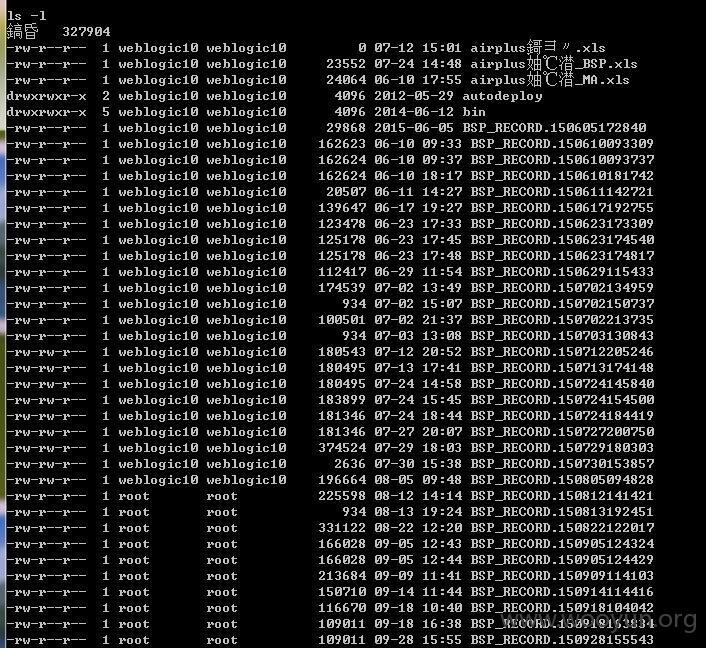 ls -l
鎬昏 327904
-rw-r--r-- 1 weblogic10 weblogic10 0 07-12 15:01 airplus鎶ヨ〃.xls
-rw-r--r-- 1 weblogic10 weblogic10 23552 07-24 14:48 airplus妯℃澘_BSP.xls
-rw-r--r-- 1 weblogic10 weblogic10 24064 06-10 17:55 airplus妯℃澘_MA.xls
drwxrwxr-x 2 weblogic10 weblogic10 4096 2012-05-29 autodeploy
drwxrwxr-x 5 weblogic10 weblogic10 4096 2014-06-12 bin
-rw-r--r-- 1 weblogic10 weblogic10 29868 2015-06-05 BSP_RECORD.150605172840
-rw-r--r-- 1 weblogic10 weblogic10 162623 06-10 09:33 BSP_RECORD.150610093309
-rw-r--r-- 1 weblogic10 weblogic10 162624 06-10 09:37 BSP_RECORD.150610093737
-rw-r--r-- 1 weblogic10 weblogic10 162624 06-10 18:17 BSP_RECORD.150610181742
-rw-r--r-- 1 weblogic10 weblogic10 20507 06-11 14:27 BSP_RECORD.150611142721
-rw-r--r-- 1 weblogic10 weblogic10 139647 06-17 19:27 BSP_RECORD.150617192755
-rw-r--r-- 1 weblogic10 weblogic10 123478 06-23 17:33 BSP_RECORD.150623173309
-rw-r--r-- 1 weblogic10 weblogic10 125178 06-23 17:45 BSP_RECORD.150623174540
-rw-r--r-- 1 weblogic10 weblogic10 125178 06-23 17:48 BSP_RECORD.150623174817
-rw-r--r-- 1 weblogic10 weblogic10 112417 06-29 11:54 BSP_RECORD.150629115433
-rw-r--r-- 1 weblogic10 weblogic10 174539 07-02 13:49 BSP_RECORD.150702134959
-rw-r--r-- 1 weblogic10 weblogic10 934 07-02 15:07 BSP_RECORD.150702150737
-rw-r--r-- 1 weblogic10 weblogic10 100501 07-02 21:37 BSP_RECORD.150702213735
-rw-r--r-- 1 weblogic10 weblogic10 934 07-03 13:08 BSP_RECORD.150703130843
-rw-r--r-- 1 weblogic10 weblogic10 180543 07-12 20:52 BSP_RECORD.150712205246
-rw-r--r-- 1 weblogic10 weblogic10 180495 07-13 17:41 BSP_RECORD.150713174148
-rw-r--r-- 1 weblogic10 weblogic10 180495 07-24 14:58 BSP_RECORD.150724145840
-rw-r--r-- 1 weblogic10 weblogic10 183899 07-24 15:45 BSP_RECORD.150724154500
-rw-r--r-- 1 weblogic10 weblogic10 181346 07-24 18:44 BSP_RECORD.150724184419
-rw-r--r-- 1 weblogic10 weblogic10 181346 07-27 20:07 BSP_RECORD.150727200750
-rw-r--r-- 1 weblogic10 weblogic10 374524 07-29 18:03 BSP_RECORD.150729180303
-rw-r--r-- 1 weblogic10 weblogic10 2636 07-30 15:38 BSP_RECORD.150730153857
-rw-r--r-- 1 weblogic10 weblogic10 196664 08-05 09:48 BSP_RECORD.150805094828
-rw-r--r-- 1 root root 225598 08-12 14:14 BSP_RECORD.150812141421
-rw-r--r-- 1 root root 934 08-13 19:24 BSP_RECORD.150813192451
-rw-r--r-- 1 root root 331122 08-22 12:20 BSP_RECORD.150822122017
-rw-r--r-- 1 root root 166028 09-05 12:43 BSP_RECORD.150905124324
-rw-r--r-- 1 root root 166028 09-05 12:44 BSP_RECORD.150905124429
-rw-r--r-- 1 root root 213684 09-09 11:41 BSP_RECORD.150909114103
-rw-r--r-- 1 root root 150710 09-14 11:44 BSP_RECORD.150914114416
-rw-r--r-- 1 root root 116670 09-18 10:40 BSP_RECORD.150918104042
-rw-r--r-- 1 root root 109011 09-18 16:38
-rw-r--r-- 1 root root 109011 09-28 15:55 BSP_RECORD.150928155543
www.wooyun.org